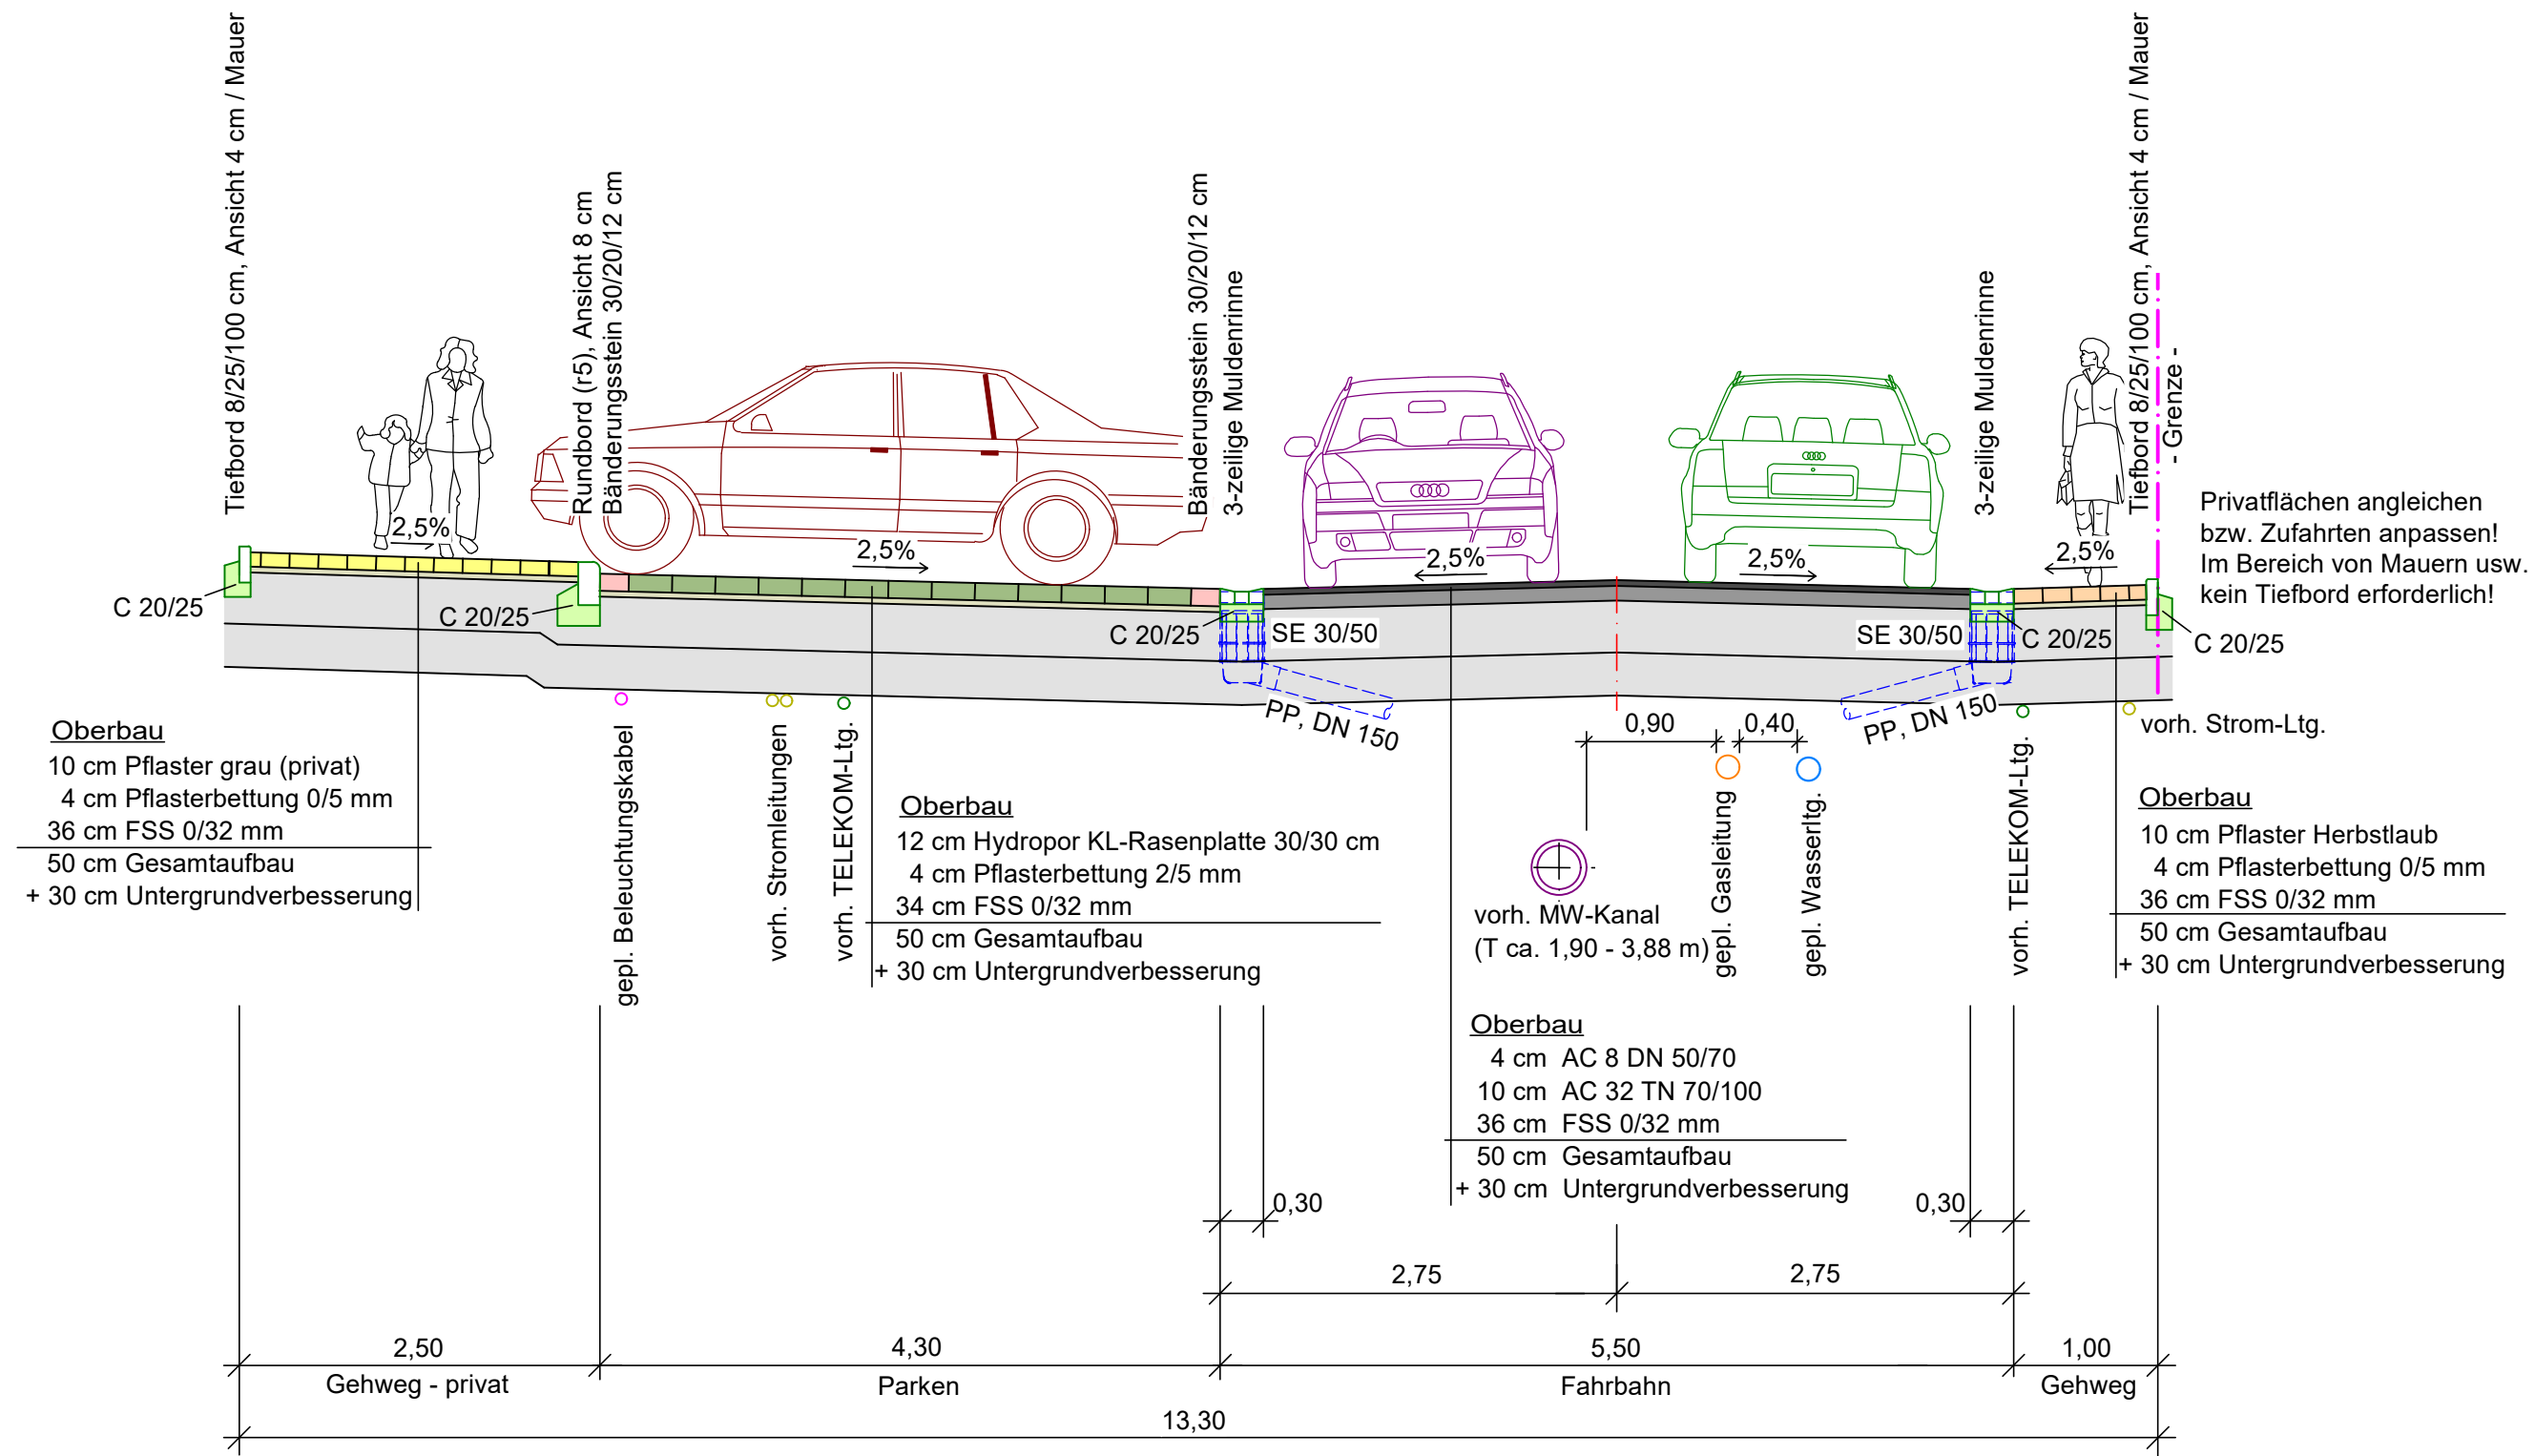 Tiefbord 8/25/100 cm, Ansicht 4 cm / Mauer
Rundbord (r5), Ansicht 8 cm
Bänderungsstein 30/20/12 cm
Bänderungsstein 30/20/12 cm
3-zeilige Muldenrinne
3-zeilige Muldenrinne
Tiefbord 8/25/100 cm, Ansicht 4 cm / Mauer
- Grenze -
Privatflächen angleichen
bzw. Zufahrten anpassen!
Im Bereich von Mauern usw.
kein Tiefbord erforderlich!
2,5%
2,5%
2,5%
2,5%
2,5%
C 20/25
C 20/25
C 20/25
SE 30/50
SE 30/50
C 20/25
C 20/25
PP, DN 150
PP, DN 150
0,90
0,40
vorh. Strom-Ltg.
Oberbau
10 cm Pflaster grau (privat)
4 cm Pflasterbettung 0/5 mm
36 cm FSS 0/32 mm
50 cm Gesamtaufbau
+ 30 cm Untergrundverbesserung
gepl. Beleuchtungskabel
vorh. Stromleitungen
vorh. TELEKOM-Ltg.
Oberbau
12 cm Hydropor KL-Rasenplatte 30/30 cm
4 cm Pflasterbettung 2/5 mm
34 cm FSS 0/32 mm
50 cm Gesamtaufbau
+ 30 cm Untergrundverbesserung
vorh. MW-Kanal
(T ca. 1,90 - 3,88 m)
gepl. Gasleitung
gepl. Wasserltg.
vorh. TELEKOM-Ltg.
Oberbau
10 cm Pflaster Herbstlaub
4 cm Pflasterbettung 0/5 mm
36 cm FSS 0/32 mm
50 cm Gesamtaufbau
+ 30 cm Untergrundverbesserung
Oberbau
4 cm AC 8 DN 50/70
10 cm AC 32 TN 70/100
36 cm FSS 0/32 mm
50 cm Gesamtaufbau
+ 30 cm Untergrundverbesserung
0,30
0,30
2,75
2,75
2,50
4,30
5,50
1,00
Gehweg - privat
Parken
Fahrbahn
Gehweg
13,30